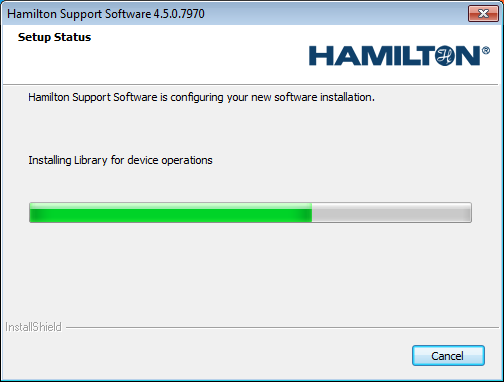 Hamilton Support Software 4.5.0.7970
Setup Status
HAMILTON®
Hamilton Support Software is configuring your new software installation.
Installing Library for device operations
InstallShield
Cancel